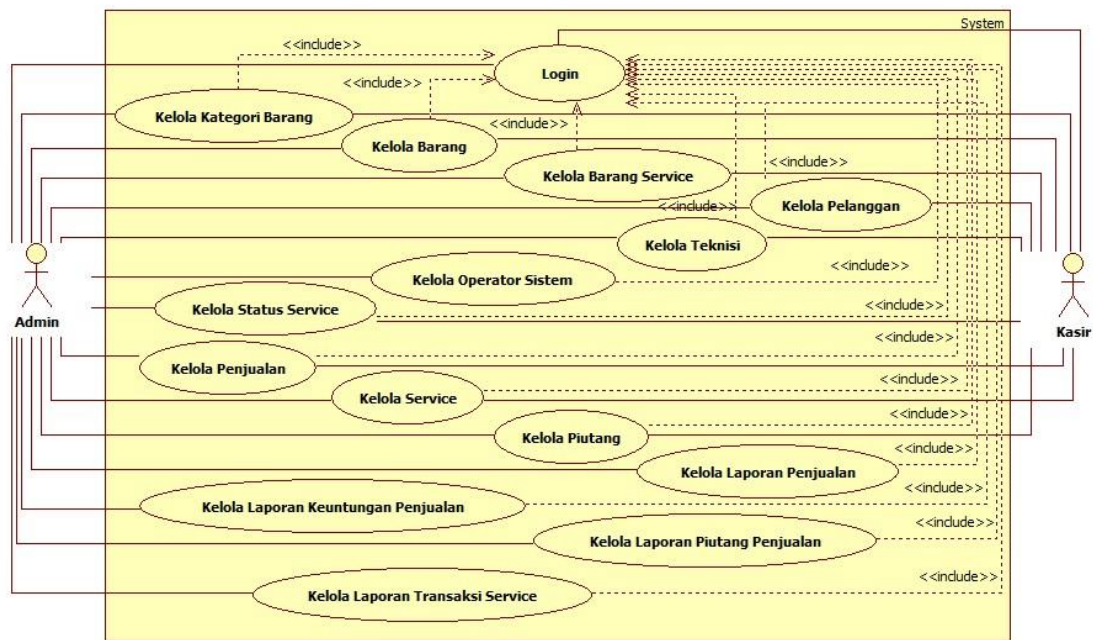 System
<<include>>
Login
<<include>>
Kelola Kategori Barang
<<include>>
Kelola Barang
<<include>>
Kelola Barang Service
<<include>>
Kelola Pelanggan
<<include>>
Kelola Teknisi
<<include>>
Kelola Operator Sistem
<<include>>
Kelola Status Service
Admin
Kasir
<<include>>
Kelola Penjualan
<<include>>
Kelola Service
<<include>>
Kelola Piutang
<<include>>
Kelola Laporan Penjualan
<<include>>
Kelola Laporan Keuntungan Penjualan
<<include>>
Kelola Laporan Piutang Penjualan
<<include>>
Kelola Laporan Transaksi Service